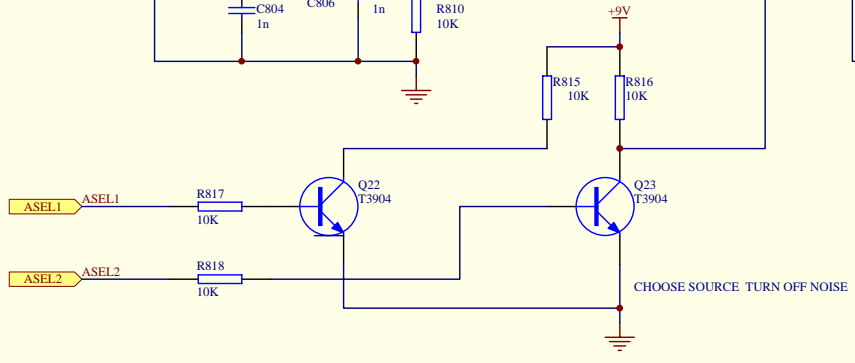 C804
1n
C806
1n
R810
10K
+9V
R815
10K
R816
10K
Q22
T3904
Q23
T3904
ASEL1
ASEL1
R817
10K
ASEL2
ASEL2
R818
10K
CHOOSE SOURCE TURN OFF NOISE